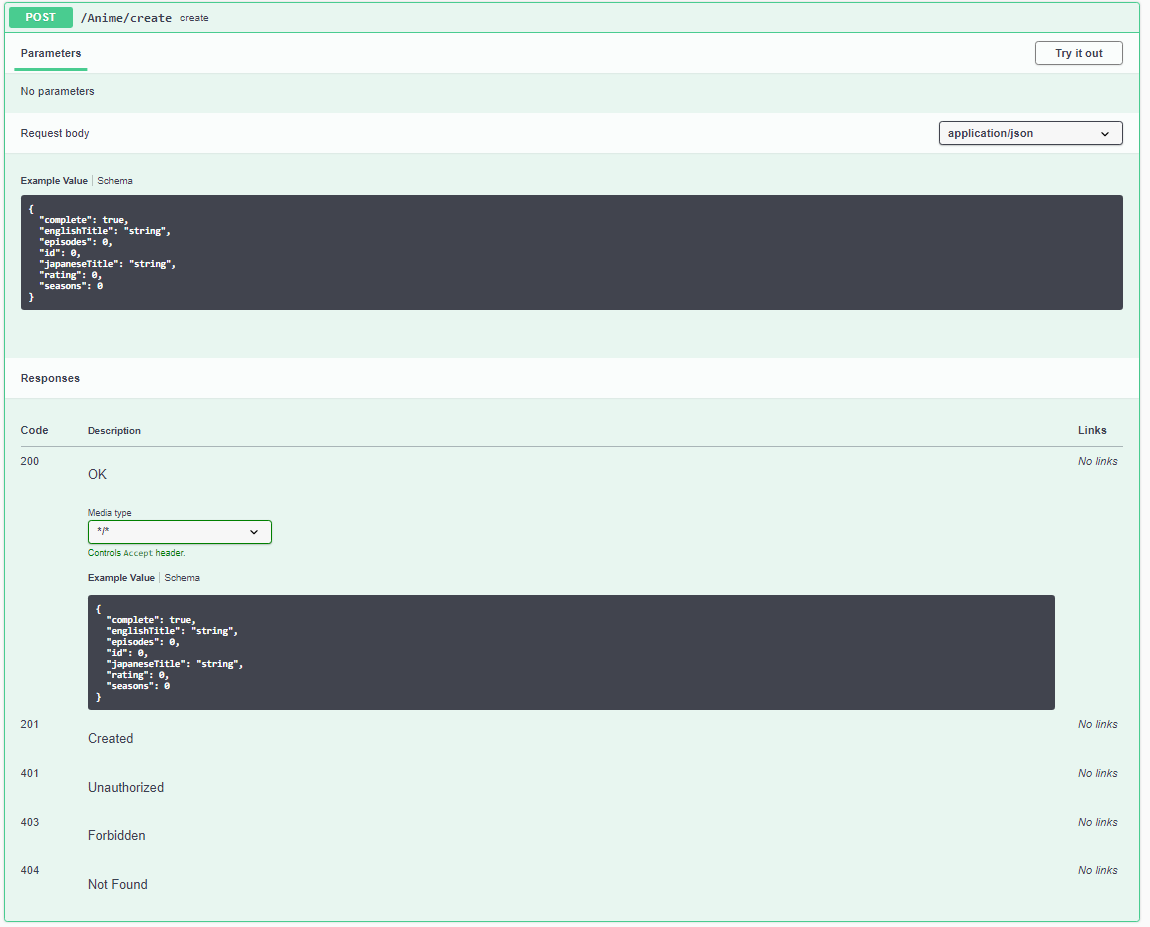 POST /Anime/create create
Parameters Try it out
No parameters
Request body application/json
Example Value Schema
{
"complete": true,
"englishTitle": "string",
"episodes": 0,
"id": 0,
"japaneseTitle": "string",
"rating": 0,
"seasons": 0
}
Responses
Code Description Links
200 No links
OK
Media type
*/*
Controls Accept header.
Example Value Schema
{
"complete": true,
"englishTitle": "string",
"episodes": 0,
"id": 0,
"japaneseTitle": "string",
"rating": 0,
"seasons": 0
}
201 No links
Created
401 No links
Unauthorized
403 No links
Forbidden
404 No links
Not Found